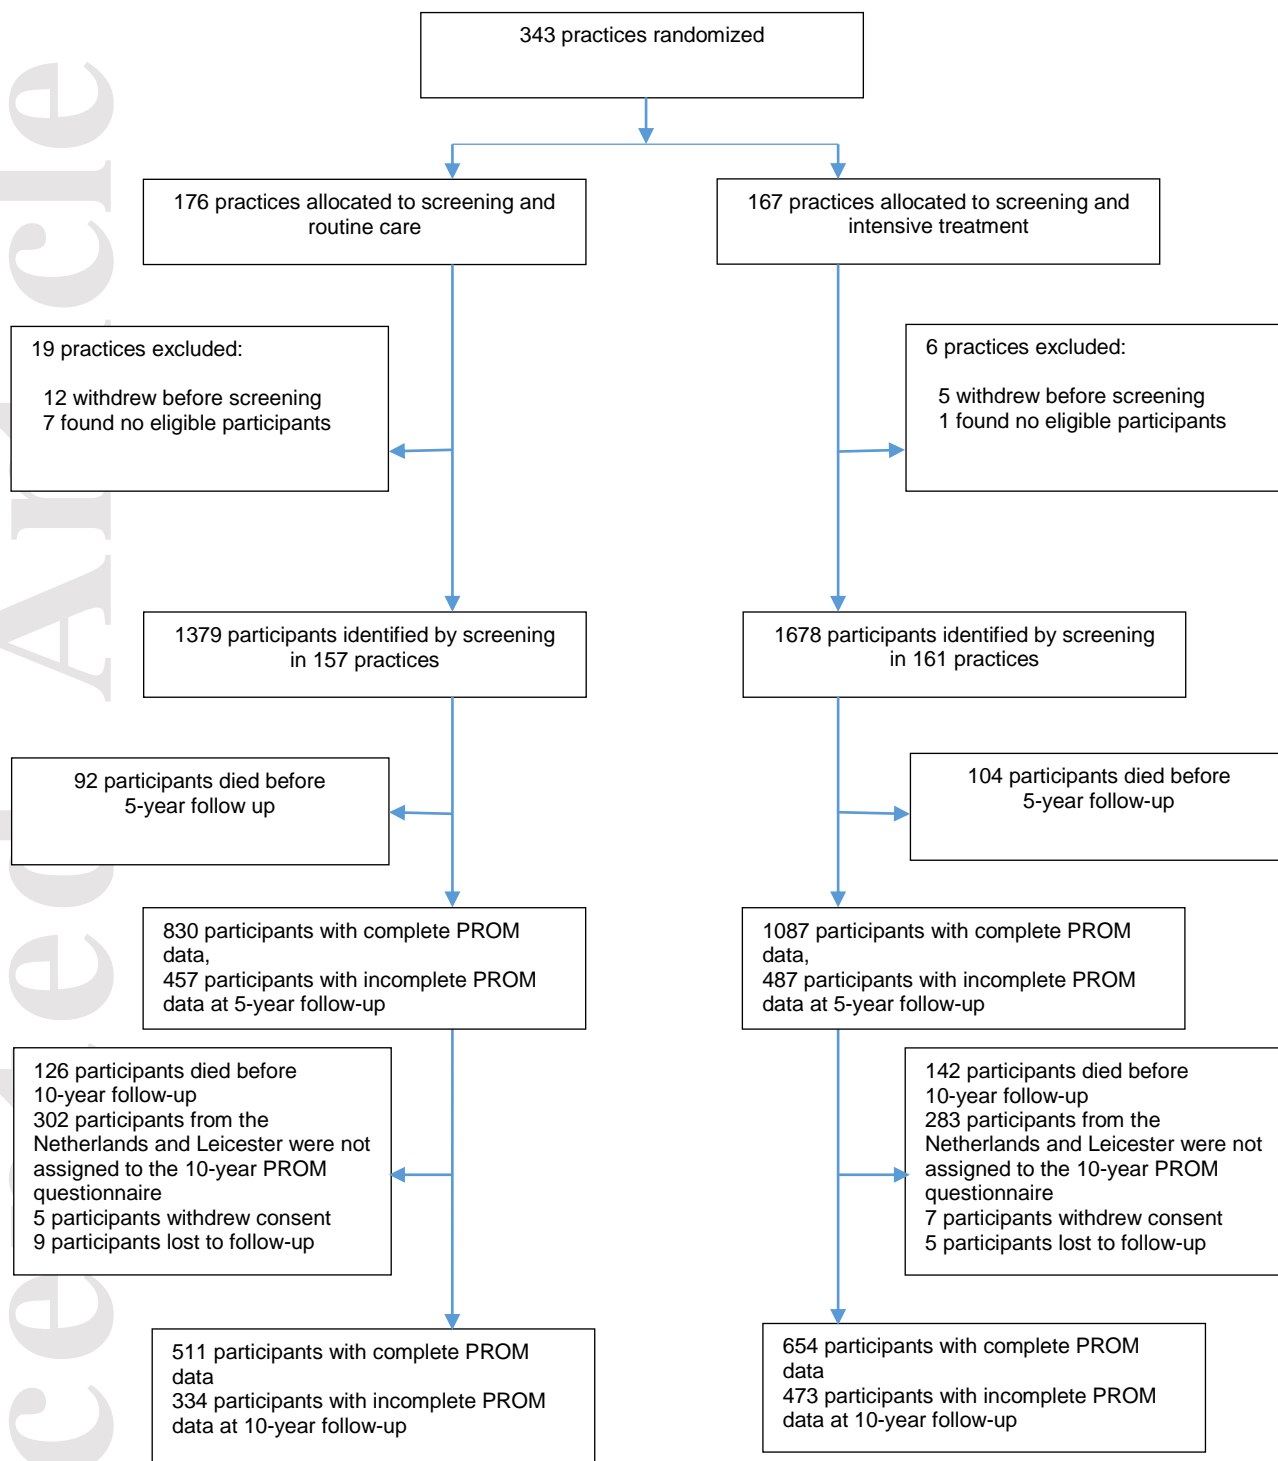 343 practices randomized
176 practices allocated to screening and
routine care
167 practices allocated to screening and
intensive treatment
19 practices excluded:
12 withdrew before screening
7 found no eligible participants
6 practices excluded:
5 withdrew before screening
1 found no eligible participants
1379 participants identified by screening
in 157 practices
1678 participants identified by screening
in 161 practices
92 participants died before
5-year follow up
104 participants died before
5-year follow-up
830 participants with complete PROM
data,
457 participants with incomplete PROM
data at 5-year follow-up
1087 participants with complete PROM
data,
487 participants with incomplete PROM
data at 5-year follow-up
126 participants died before
10-year follow-up
302 participants from the
Netherlands and Leicester were not
assigned to the 10-year PROM
questionnaire
5 participants withdrew consent
9 participants lost to follow-up
142 participants died before
10-year follow-up
283 participants from the
Netherlands and Leicester were not
assigned to the 10-year PROM
questionnaire
7 participants withdrew consent
5 participants lost to follow-up
511 participants with complete PROM
data
334 participants with incomplete PROM
data at 10-year follow-up
654 participants with complete PROM
data
473 participants with incomplete PROM
data at 10-year follow-up